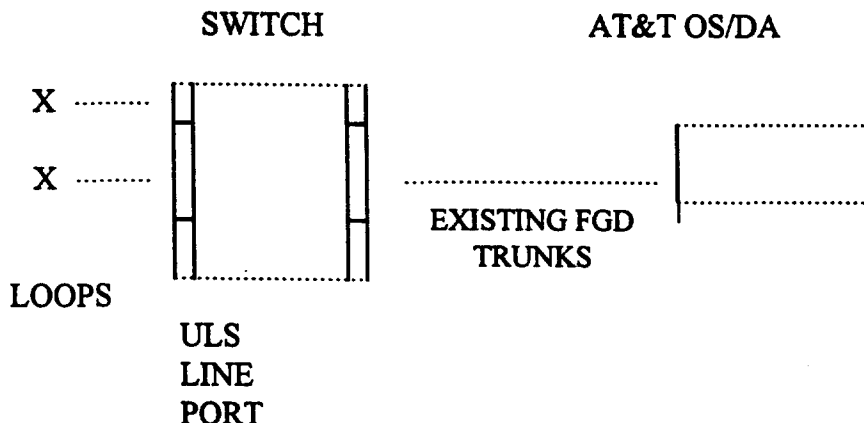 SWITCH
AT&T OS/DA
X
X
EXISTING FGD
TRUNKS
LOOPS
ULS
LINE
PORT